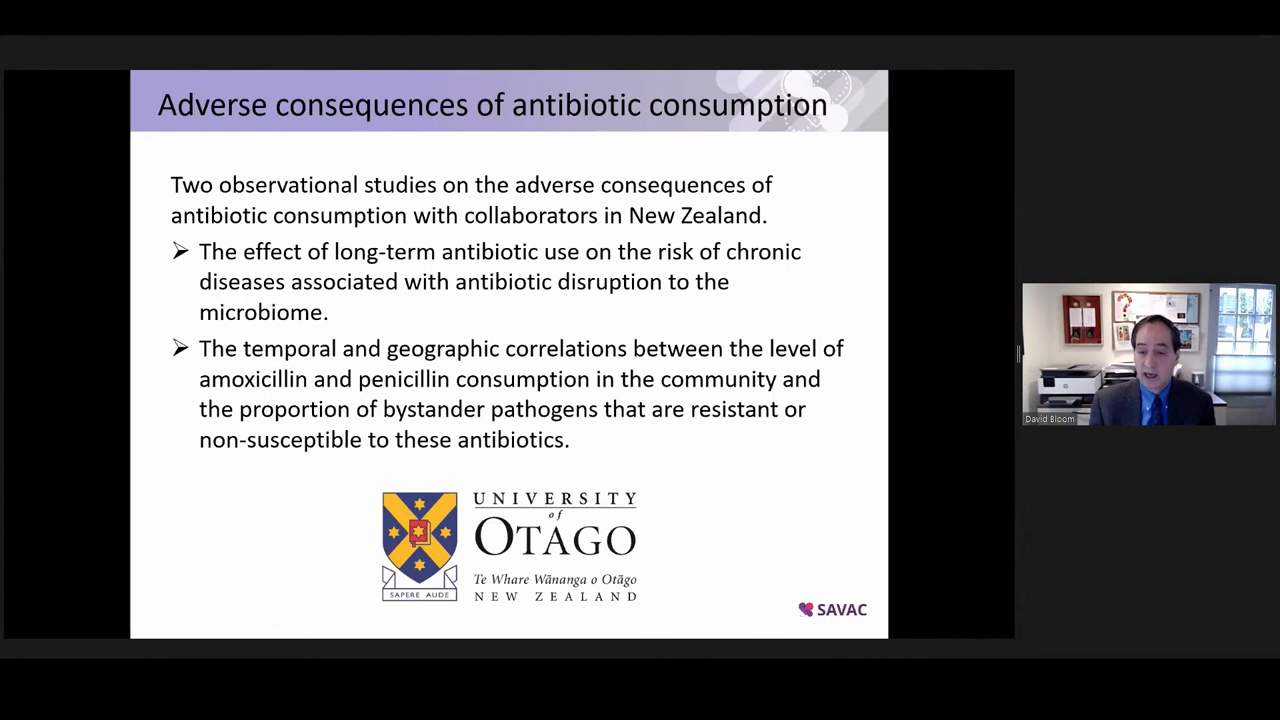 Adverse consequences of antibiotic consumption
Two observational studies on the adverse consequences of
antibiotic consumption with collaborators in New Zealand.
➢ The effect of long-term antibiotic use on the risk of chronic
diseases associated with antibiotic disruption to the
microbiome.
➢ The temporal and geographic correlations between the level of
amoxicillin and penicillin consumption in the community and
the proportion of bystander pathogens that are resistant or
non-susceptible to these antibiotics.
UNIVERSITY
of
OTAGO
Te Whare Wānanga o Otāgo
NEW ZEALAND
SAPERE AUDE
SAVAC
David Bloom